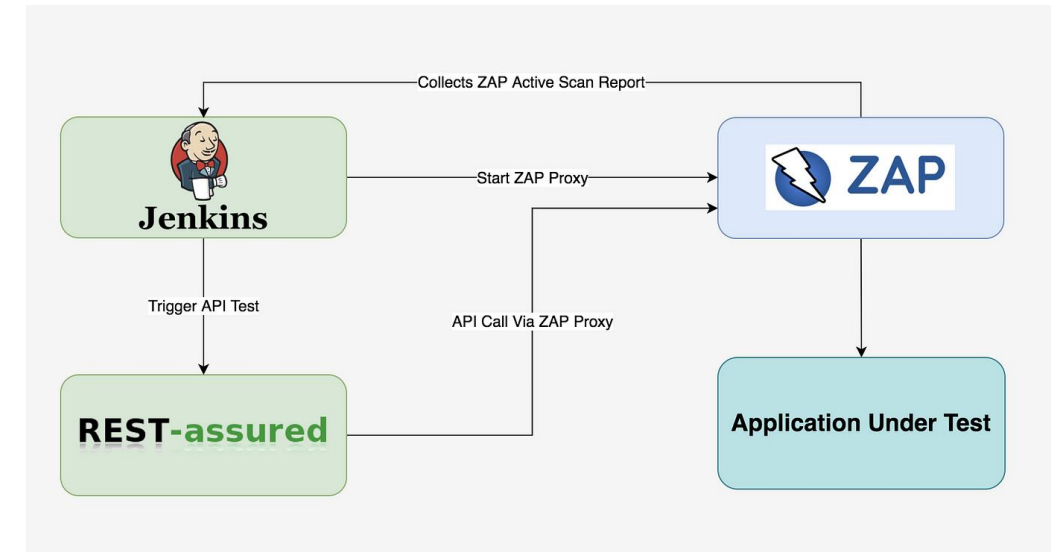 Collects ZAP Active Scan Report
Jenkins
Start ZAP Proxy
ZAP
Trigger API Test
API Call Via ZAP Proxy
REST-assured
Application Under Test